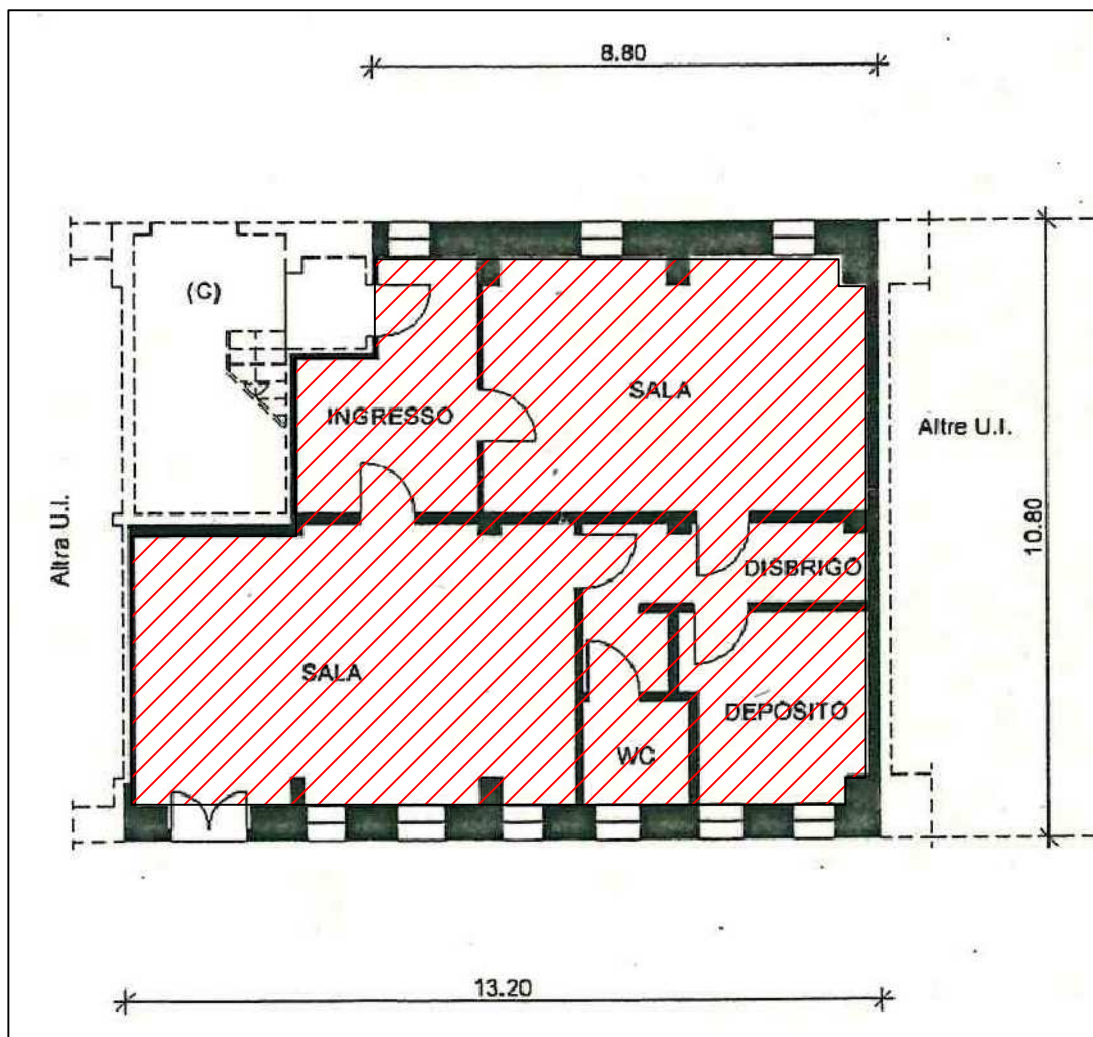 8.80
(C)
SALA
INGRESSO
Altre U.I.
Altra U.I.
10.80
DISBRIGO
SALA
DEPOSITO
WC
13.20